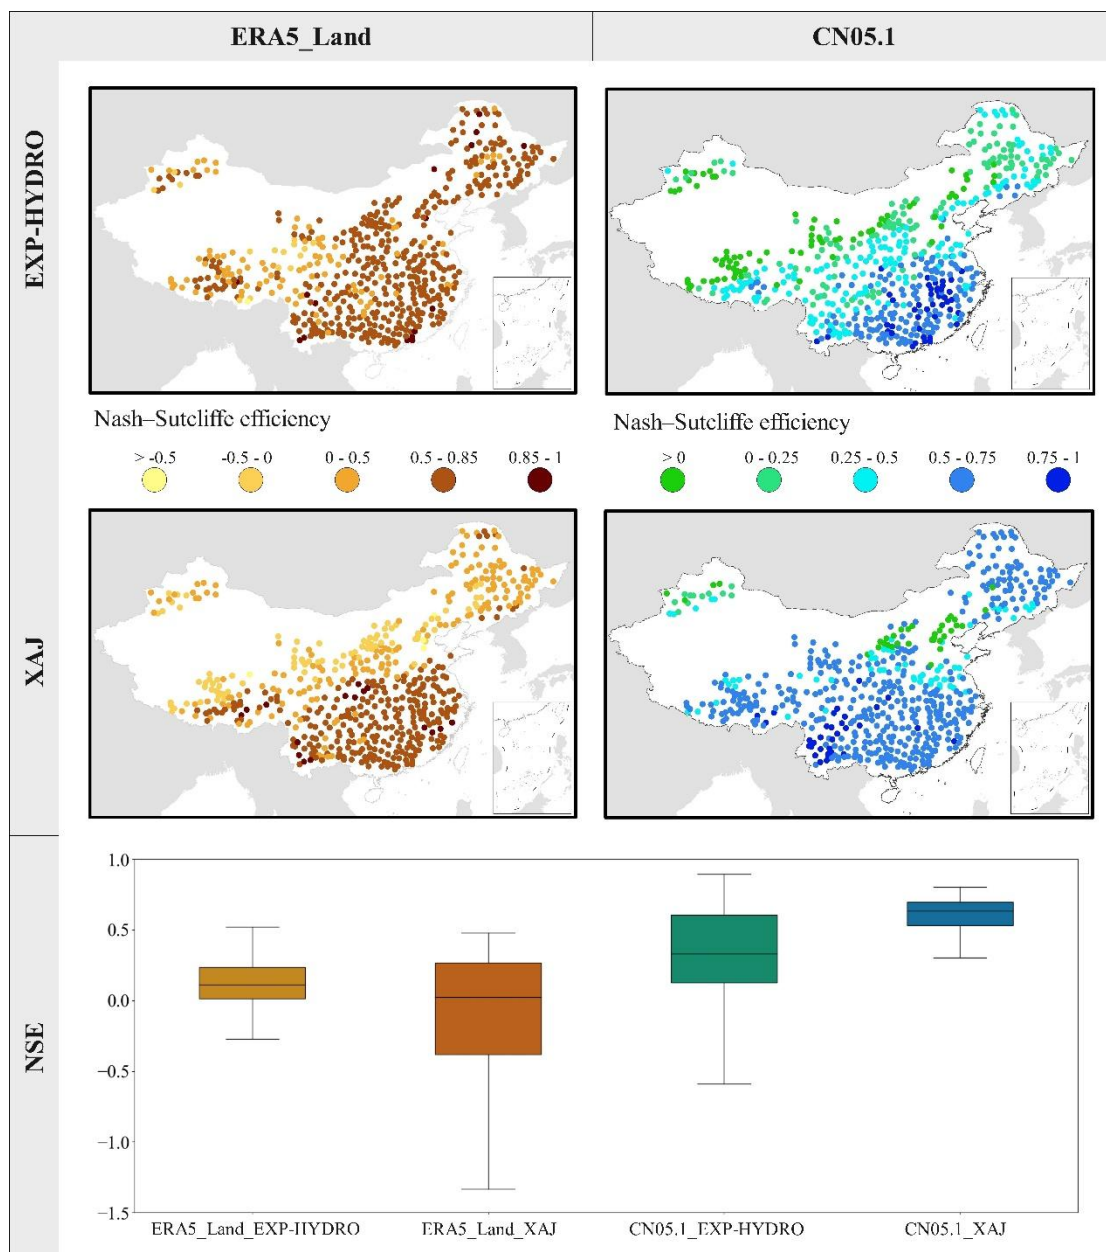 ERA5_Land
CN05.1
EXP-HYDRO
Nash–Sutcliffe efficiency
> -0.5
-0.5 - 0
0 - 0.5
0.5 - 0.85
0.85 - 1
Nash–Sutcliffe efficiency
> 0
0 - 0.25
0.25 - 0.5
0.5 - 0.75
0.75 - 1
XAJ
NSE
1.0
0.5
0.0
−0.5
−1.0
−1.5
ERA5_Land_EXP-HYDRO
ERA5_Land_XAJ
CN05.1_EXP-HYDRO
CN05.1_XAJ